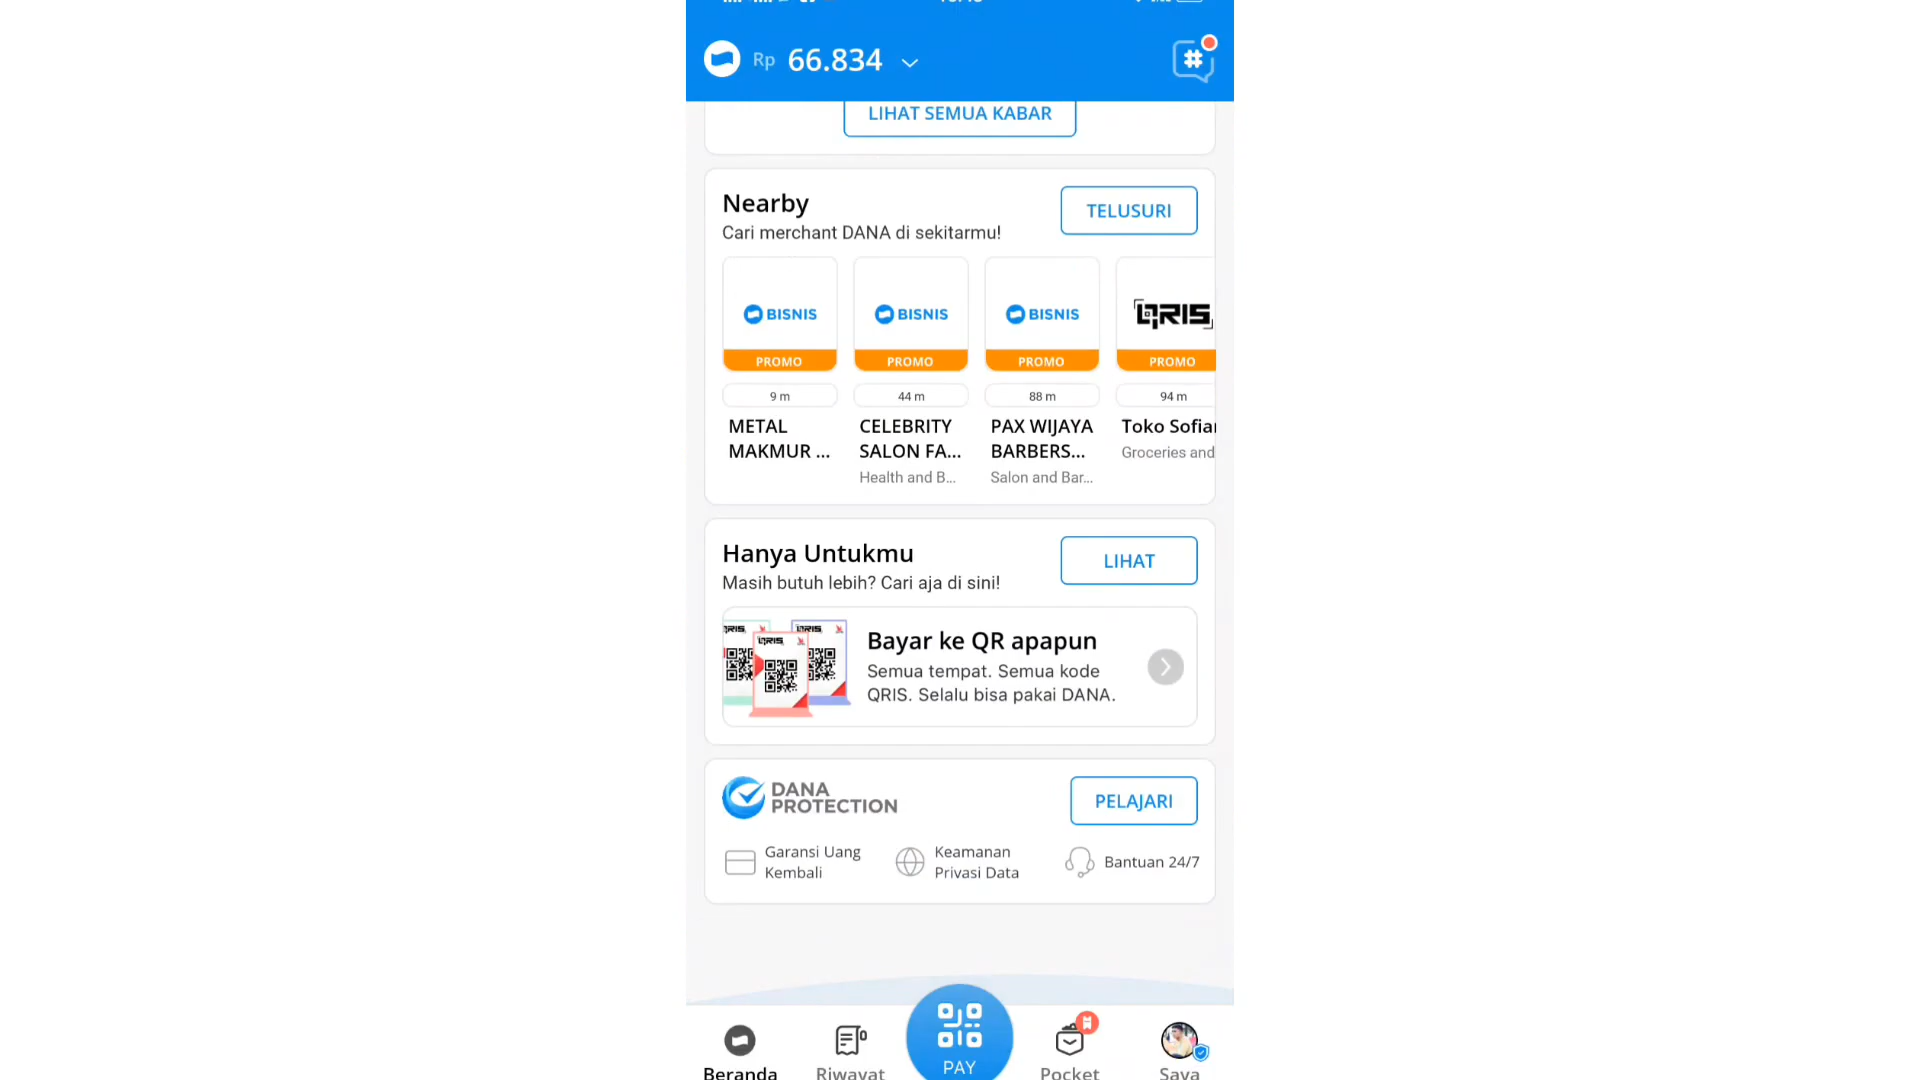 Rp 66.834
LIHAT SEMUA KABAR
Nearby
TELUSURI
Cari merchant DANA di sekitarmu!
BISNIS BISNIS BISNIS QRIS
PROMO PROMO PROMO PROMO
9 m 44 m 88 m 94 m
METAL
MAKMUR ...
CELEBRITY
SALON FA...
Health and B...
PAX WIJAYA
BARBERS...
Salon and Bar...
Toko Sofia
Groceries and
Hanya Untukmu
LIHAT
Masih butuh lebih? Cari aja di sini!
QRIS QRIS QRIS
Bayar ke QR apapun
Semua tempat. Semua kode
QRIS. Selalu bisa pakai DANA.
DANA
PROTECTION
PELAJARI
Garansi Uang
Kembali
Keamanan
Privasi Data
Bantuan 24/7
Beranda Riwayat PAY Pocket Saya